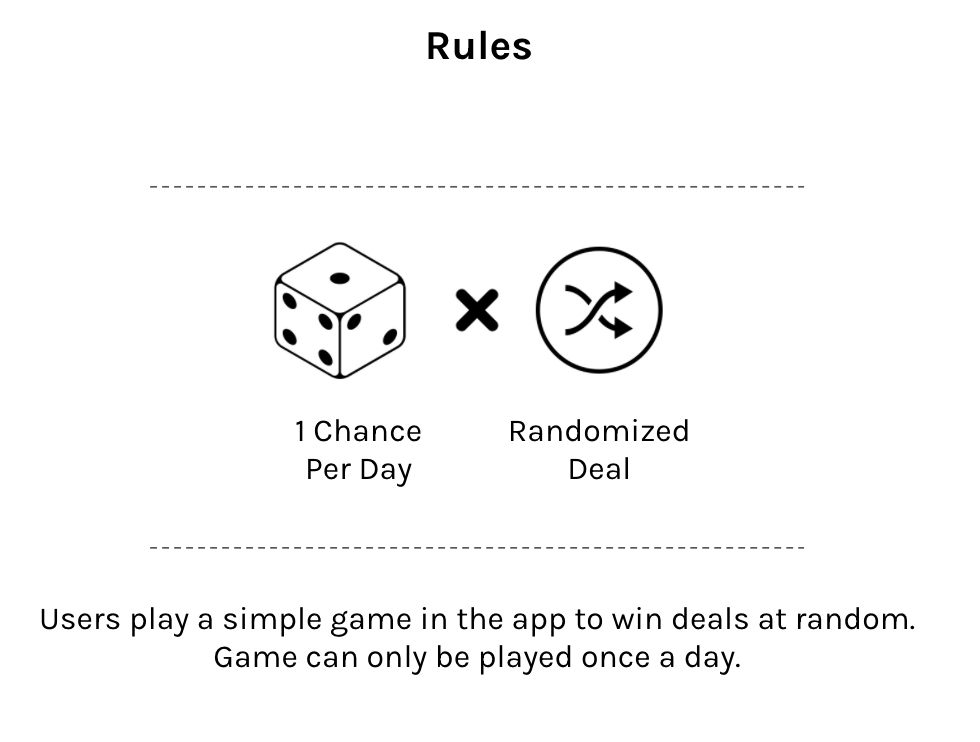 Rules
1 Chance
Per Day
Randomized
Deal
Users play a simple game in the app to win deals at random.
Game can only be played once a day.